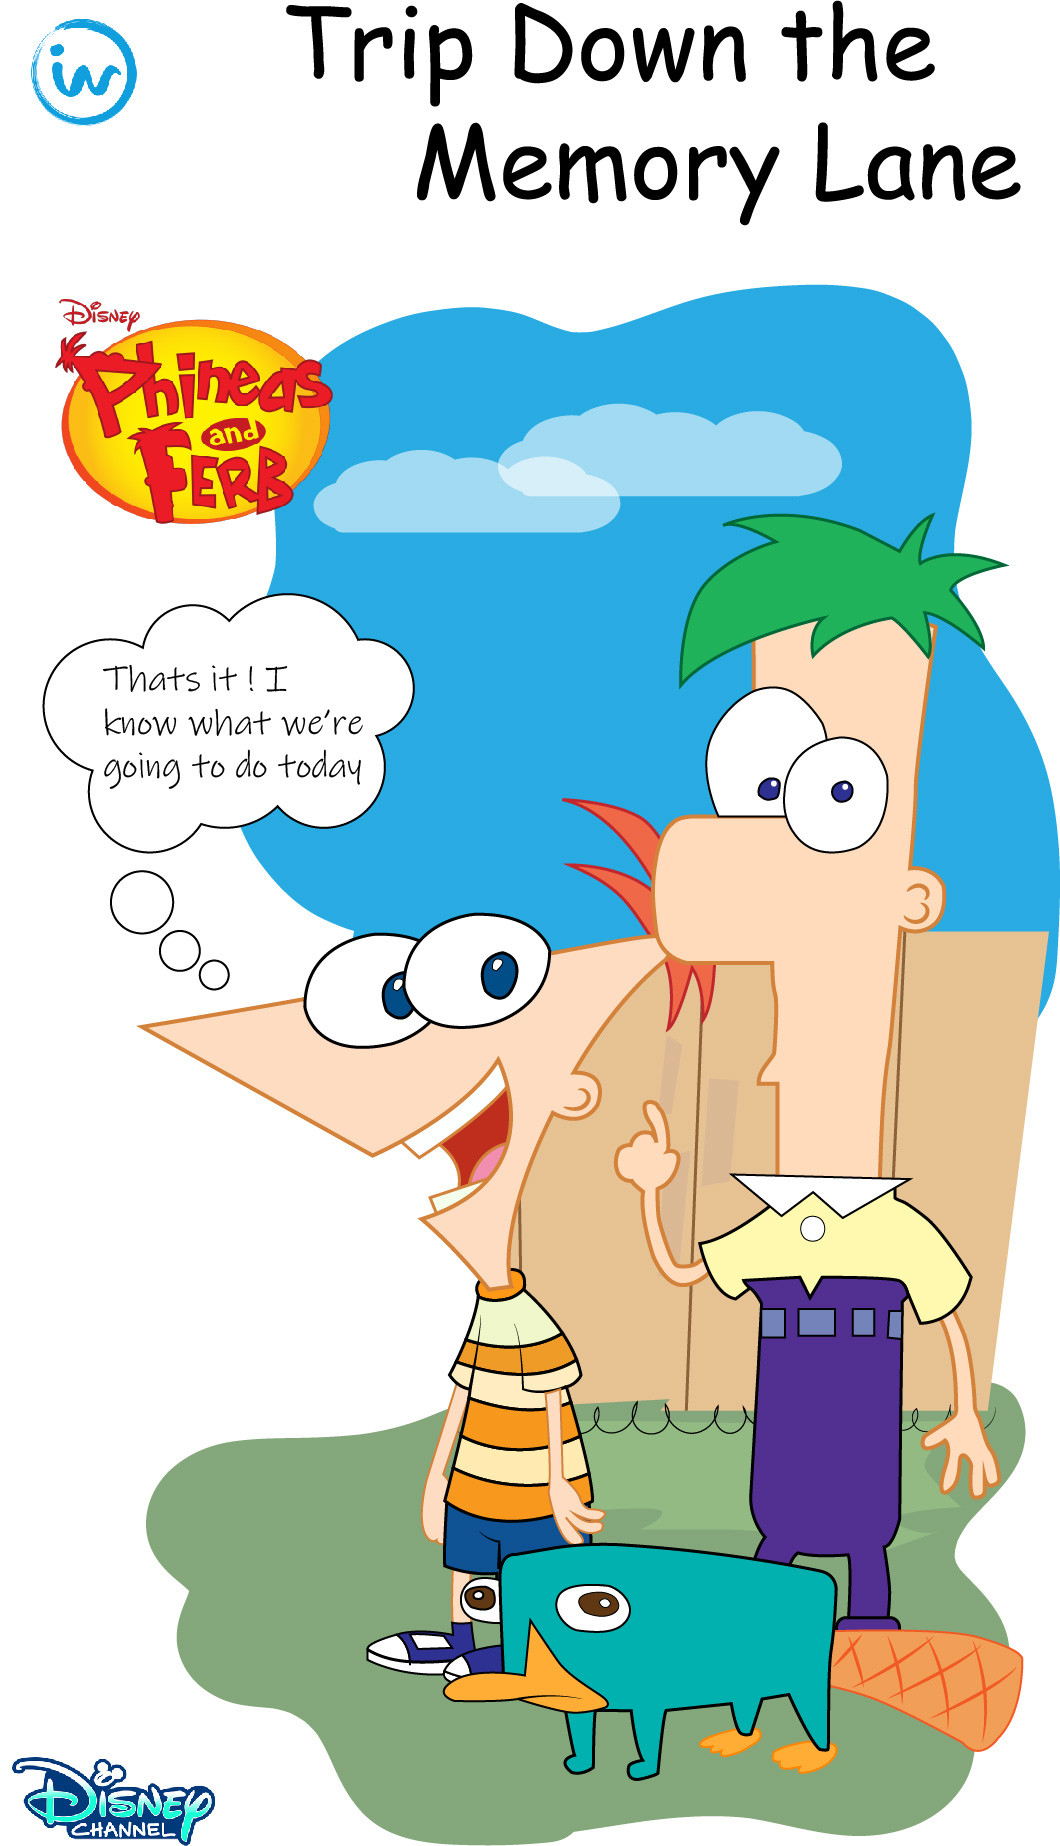 iw
Trip Down the
Memory Lane
Disney
Phineas
and
Ferb
Thats it ! I
know what we're
going to do today
Disney
CHANNEL